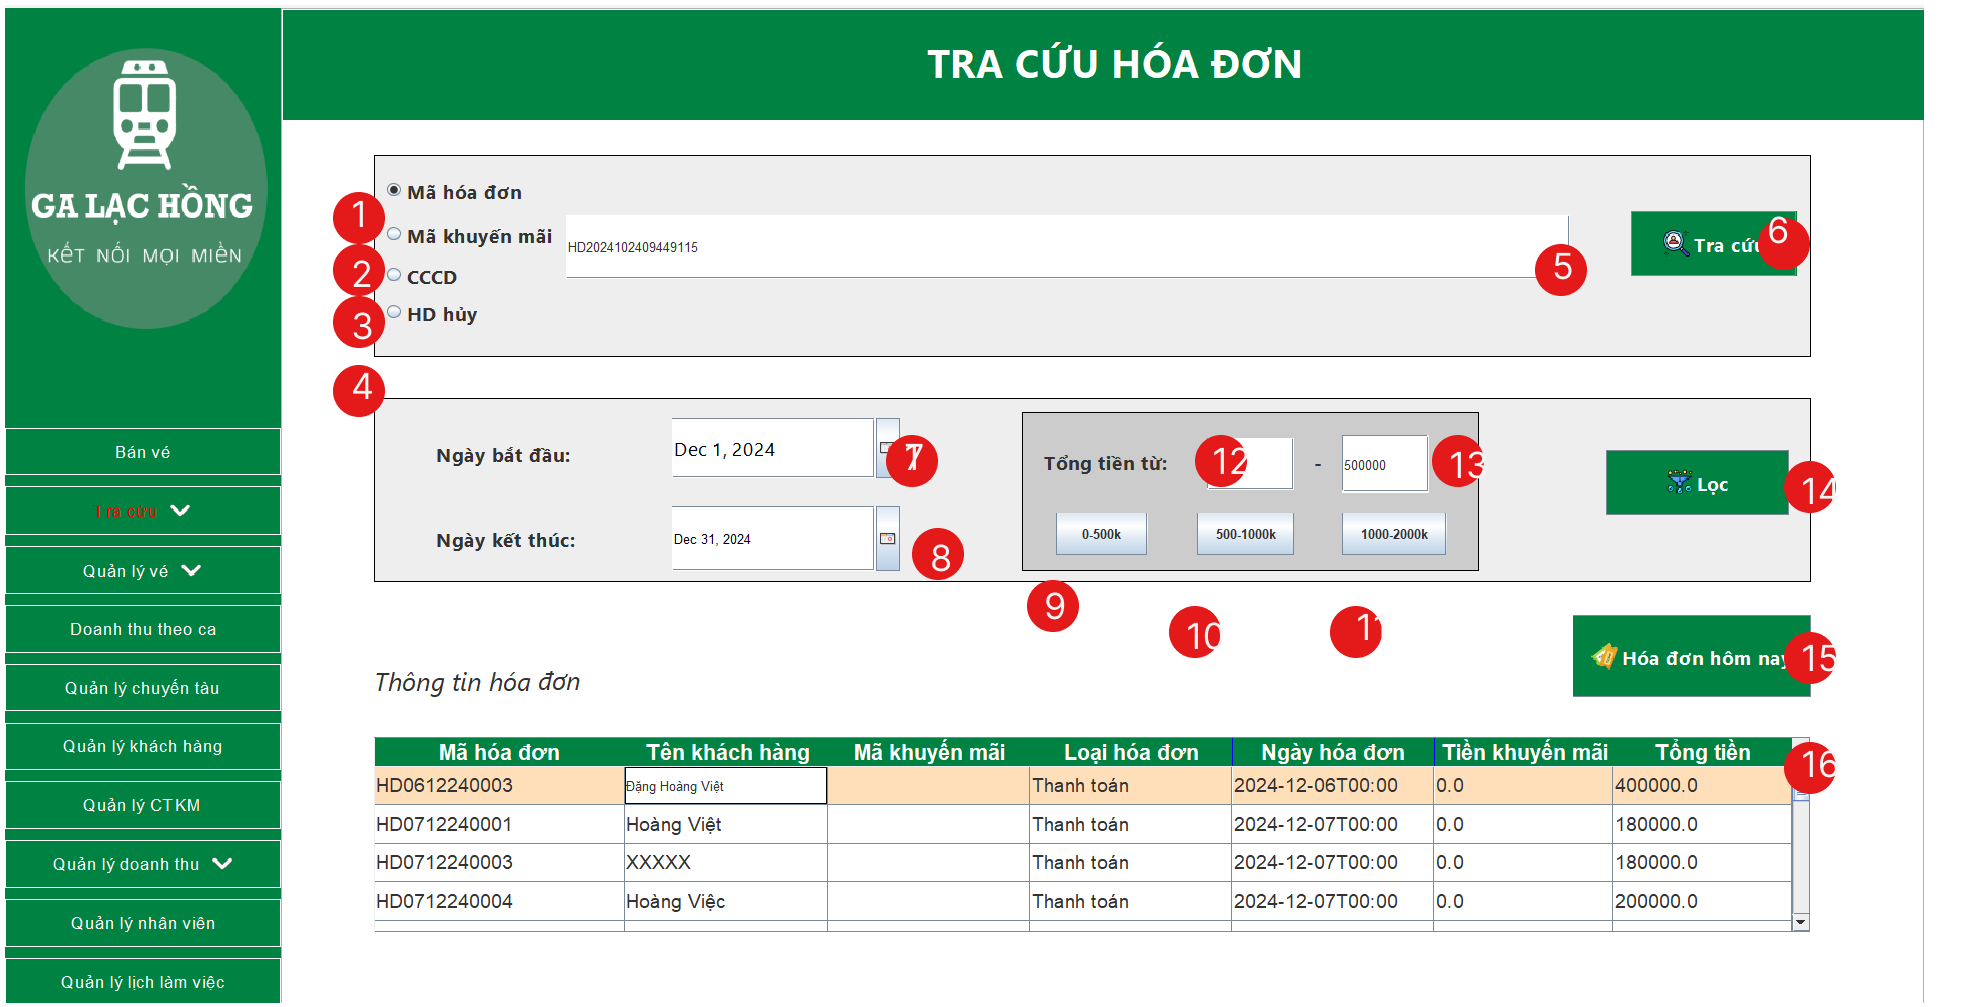 TRA CỨU HÓA ĐƠN
GA LẠC HỒNG
KẾT NỐI MỌI MIỀN
Bán vé
Tra cứu
Quản lý vé
Doanh thu theo ca
Quản lý chuyến tàu
Quản lý khách hàng
Quản lý CTKM
Quản lý doanh thu
Quản lý nhân viên
Quản lý lịch làm việc
Mã hóa đơn
1
Mã khuyến mãi
2
CCCD
3
HD hủy
4
HD2024102409449115
5
Tra cứu
6
Ngày bắt đầu:
Dec 1, 2024
7
Ngày kết thúc:
Dec 31, 2024
8
Tổng tiền từ:
12
-
500000
13
0-500k
500-1000k
1000-2000k
9
10
11
Lọc
14
Hóa đơn hôm nay
15
Thông tin hóa đơn
16
Mã hóa đơn Tên khách hàng Mã khuyến mãi Loại hóa đơn Ngày hóa đơn Tiền khuyến mãi Tổng tiền
HD0612240003 Đặng Hoàng Việt Thanh toán 2024-12-06T00:00 0.0 400000.0
HD0712240001 Hoàng Việt Thanh toán 2024-12-07T00:00 0.0 180000.0
HD0712240003 XXXXX Thanh toán 2024-12-07T00:00 0.0 180000.0
HD0712240004 Hoàng Việc Thanh toán 2024-12-07T00:00 0.0 200000.0